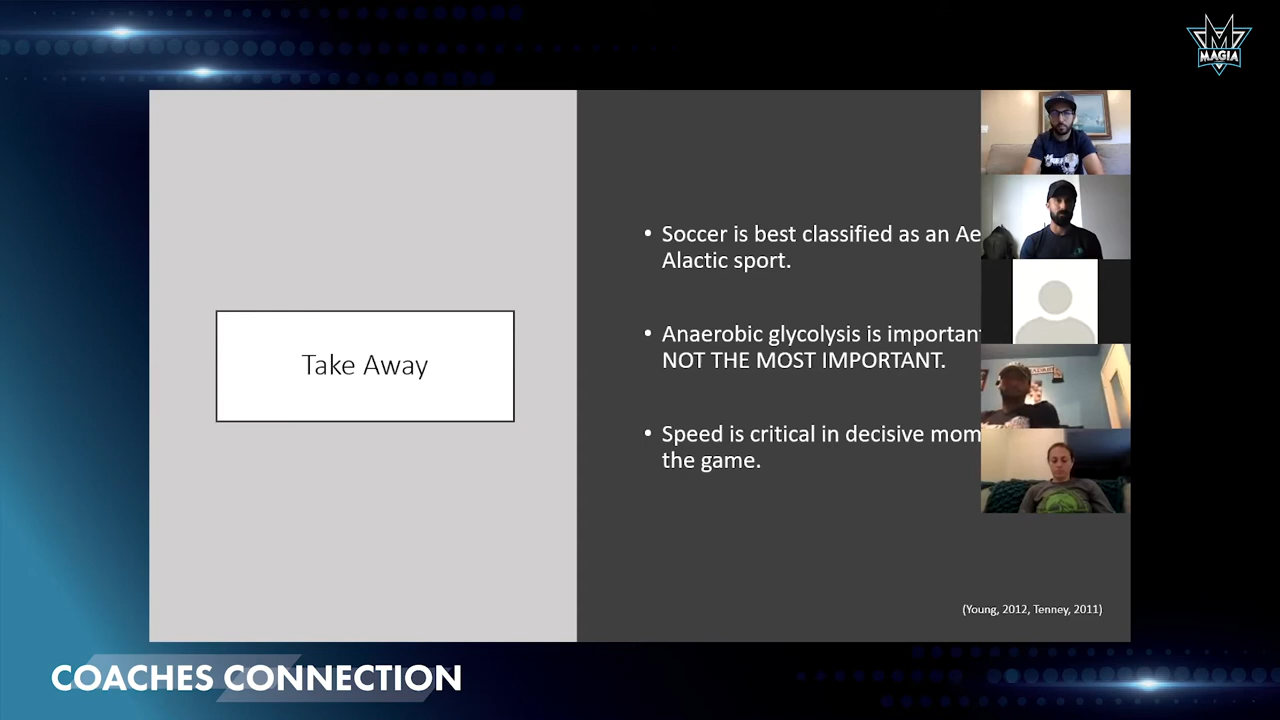 MAGIA
Take Away
• Soccer is best classified as an Ae
Alactic sport.
• Anaerobic glycolysis is important
NOT THE MOST IMPORTANT.
• Speed is critical in decisive mom
the game.
(Young, 2012, Tenney, 2011)
COACHES CONNECTION